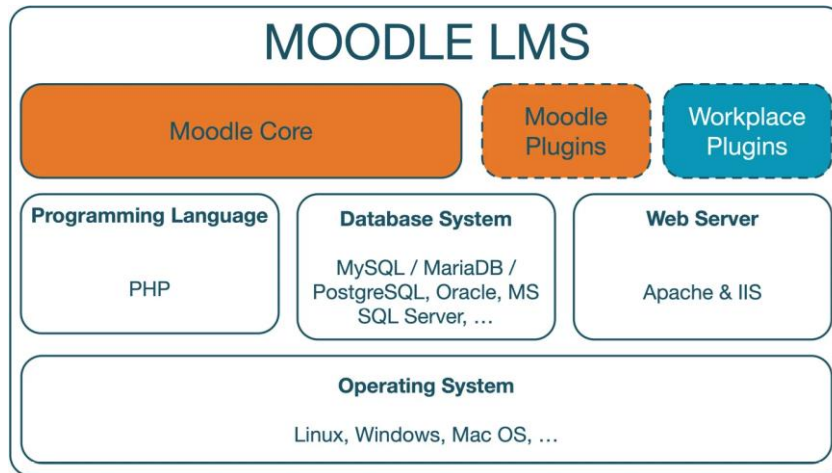 MOODLE LMS
Moodle Core
Moodle
Plugins
Workplace
Plugins
Programming Language
PHP
Database System
MySQL / MariaDB /
PostgreSQL, Oracle, MS
SQL Server, …
Web Server
Apache & IIS
Operating System
Linux, Windows, Mac OS, …